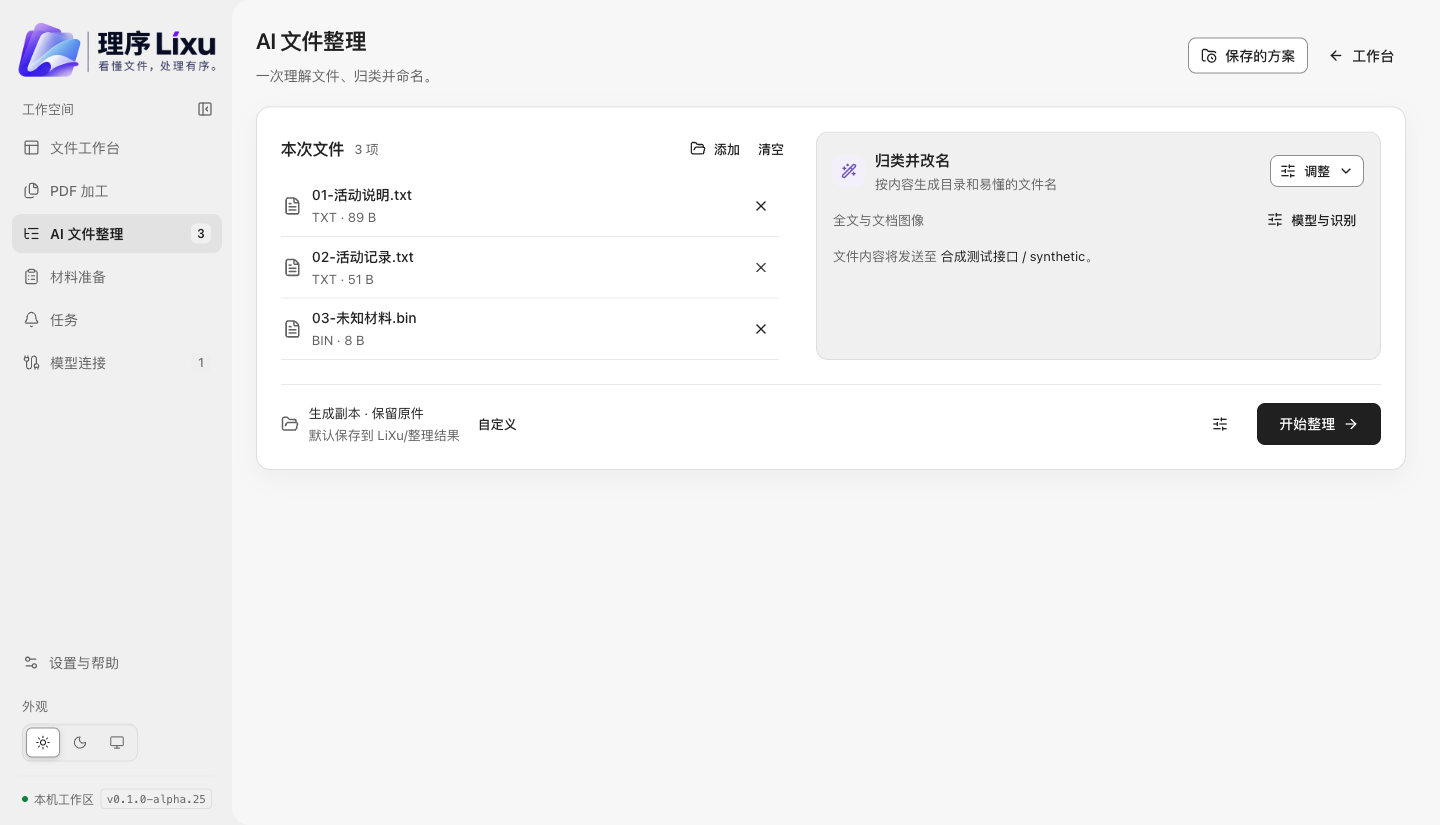 理序 Lixu
看懂文件，处理有序。
工作空间
文件工作台
PDF 加工
AI 文件整理 3
材料准备
任务
模型连接 1
设置与帮助
外观
本机工作区 v0.1.0-alpha.25
AI 文件整理
一次理解文件、归类并命名。
保存的方案
工作台
本次文件 3 项
添加 清空
01-活动说明.txt
TXT · 89 B
02-活动记录.txt
TXT · 51 B
03-未知材料.bin
BIN · 8 B
归类并改名
按内容生成目录和易懂的文件名
调整
全文与文档图像
模型与识别
文件内容将发送至 合成测试接口 / synthetic。
生成副本 · 保留原件
默认保存到 LiXu/整理结果
自定义
开始整理